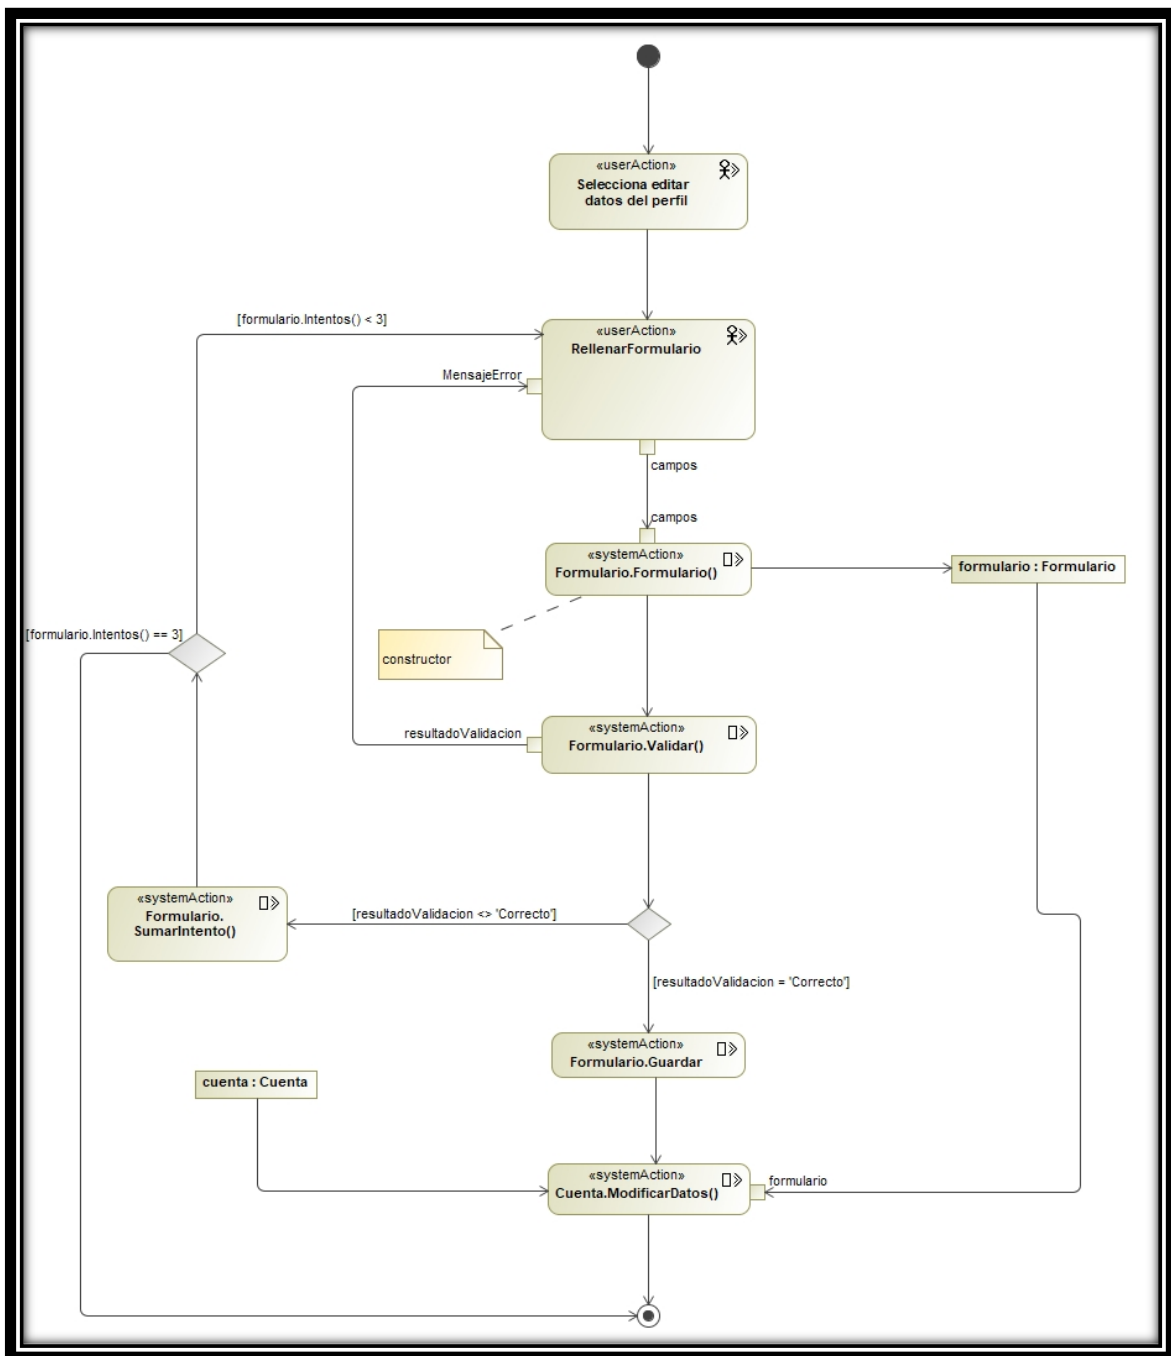 «userAction»
Selecciona editar
datos del perfil
[formulario.Intentos() < 3]
«userAction»
RellenarFormulario
MensajeError
campos
campos
«systemAction»
Formulario.Formulario()
formulario : Formulario
[formulario.Intentos() == 3]
constructor
«systemAction»
Formulario.Validar()
resultadoValidacion
«systemAction»
Formulario.
SumarIntento()
[resultadoValidacion <> 'Correcto']
[resultadoValidacion = 'Correcto']
«systemAction»
Formulario.Guardar
cuenta : Cuenta
«systemAction»
Cuenta.ModificarDatos()
formulario